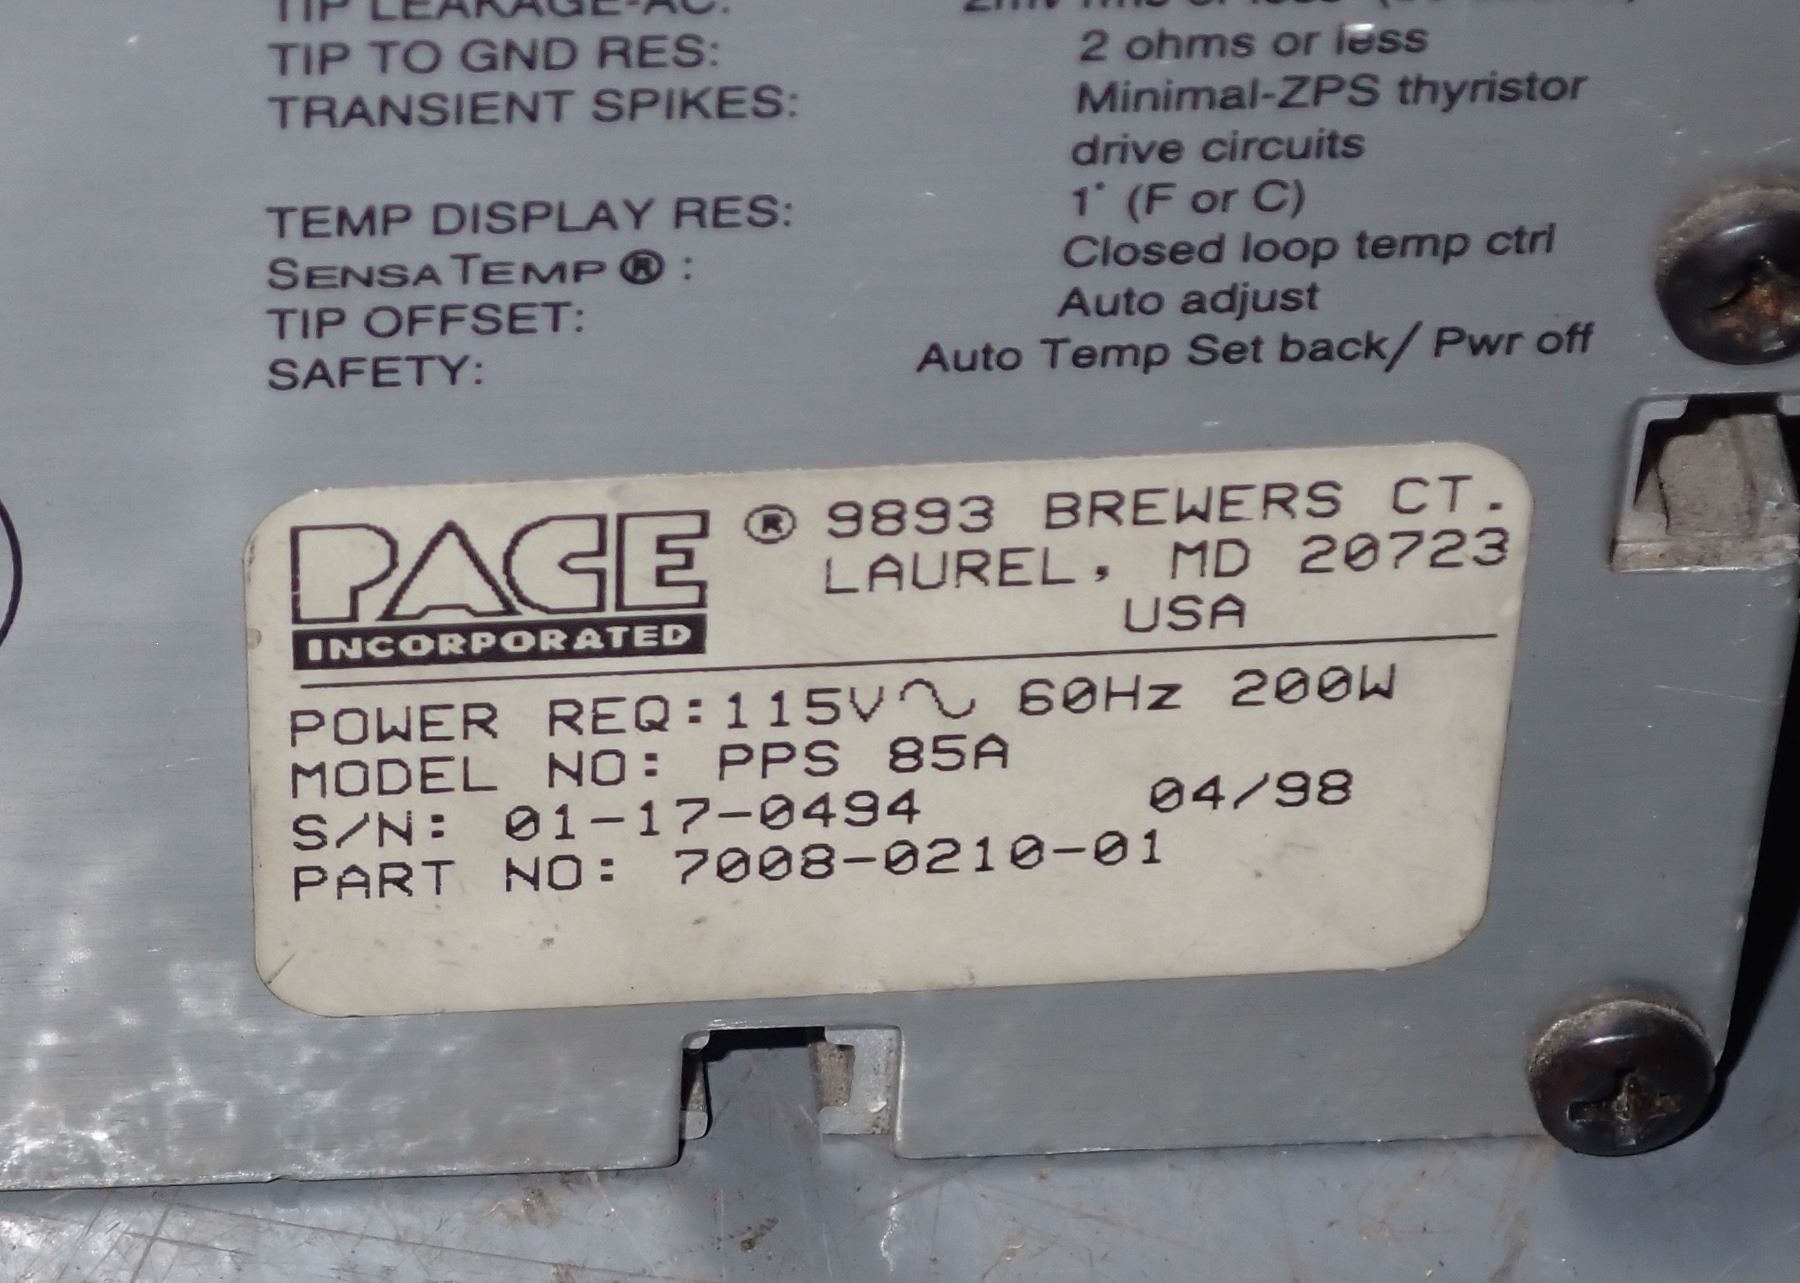 TIP LEAKAGE-AC:
TIP TO GND RES: 2 ohms or less
TRANSIENT SPIKES: Minimal-ZPS thyristor
drive circuits
TEMP DISPLAY RES: 1° (F or C)
SENSATEMP® : Closed loop temp ctrl
TIP OFFSET: Auto adjust
SAFETY: Auto Temp Set back/ Pwr off
PACE ® 9893 BREWERS CT.
INCORPORATED LAUREL, MD 20723
USA
POWER REQ:115V∿ 60Hz 200W
MODEL NO: PPS 85A
S/N: 01-17-0494 04/98
PART NO: 7008-0210-01